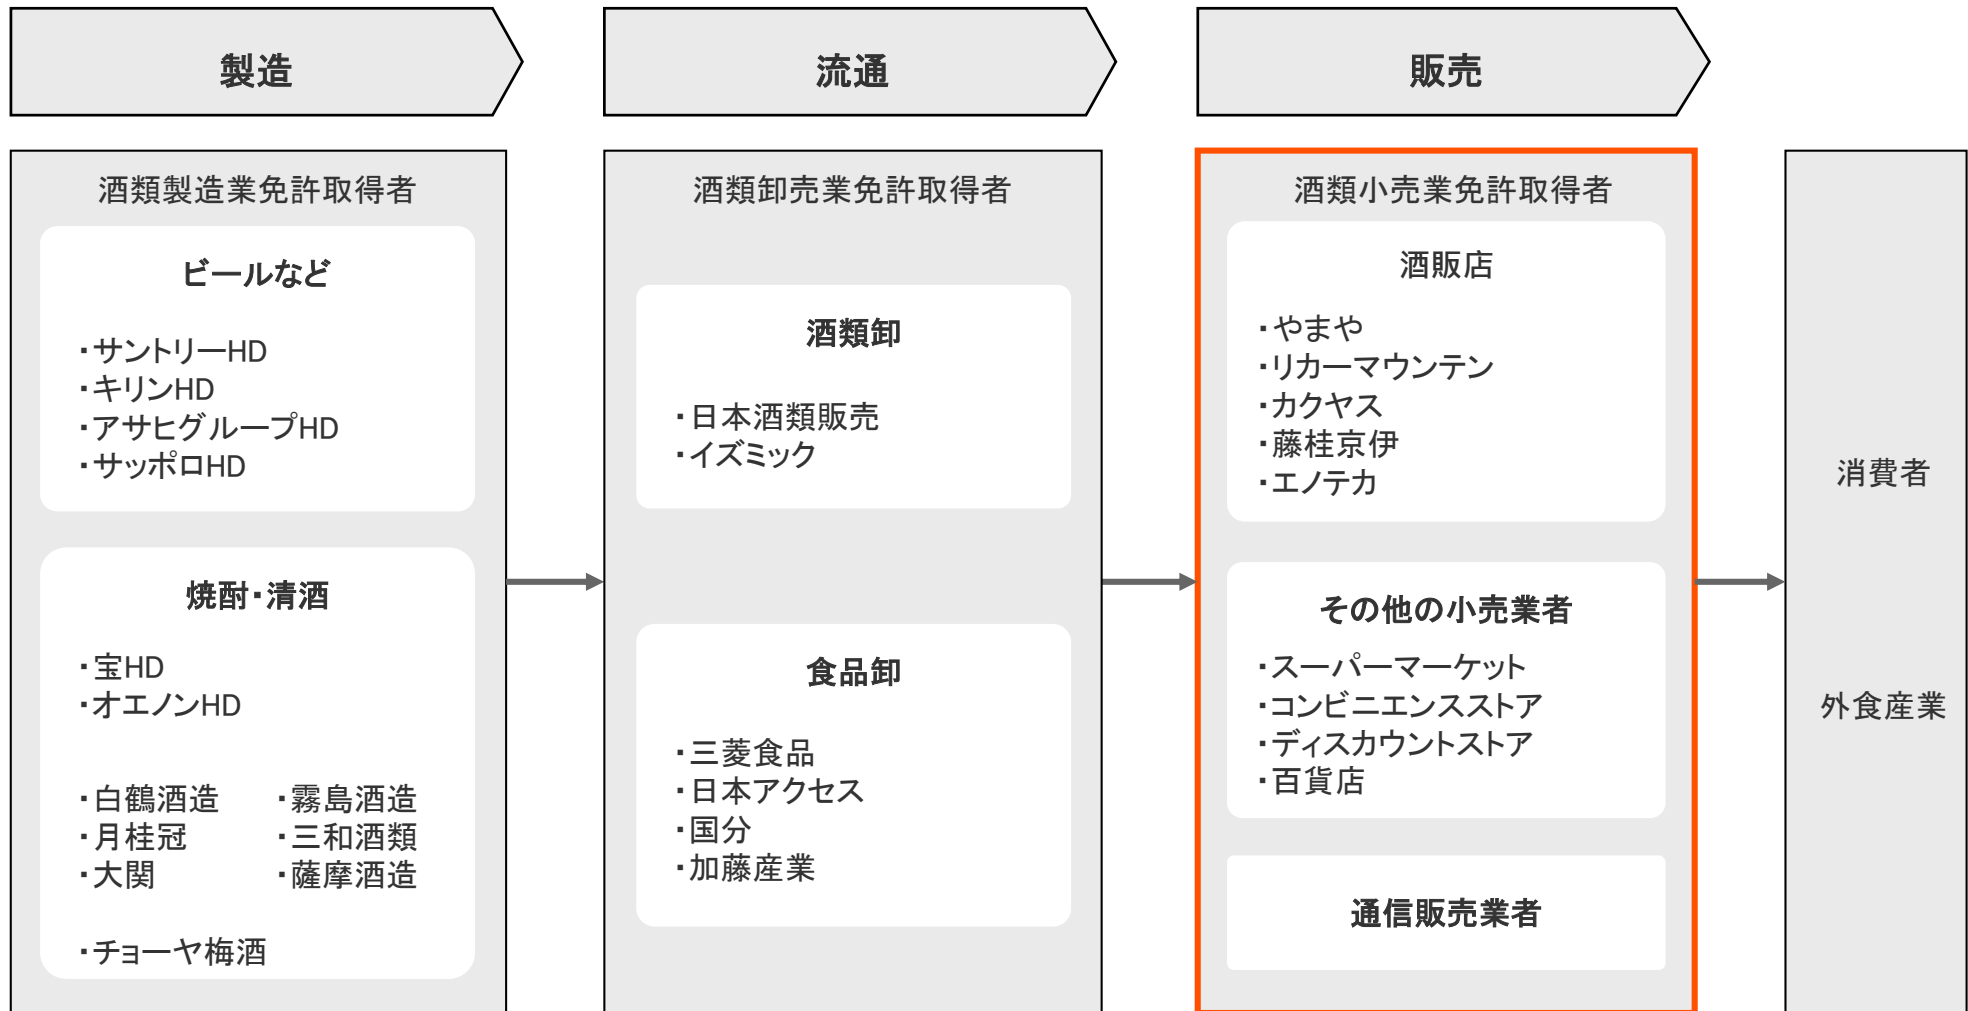 製造
流通
販売
酒類製造業免許取得者
ビールなど
・サントリーHD
・キリンHD
・アサヒグループHD
・サッポロHD
焼酎・清酒
・宝HD
・オエノンHD
・白鶴酒造
・霧島酒造
・月桂冠
・三和酒類
・大関
・薩摩酒造
・チョーヤ梅酒
酒類卸売業免許取得者
酒類卸
・日本酒類販売
・イズミック
食品卸
・三菱食品
・日本アクセス
・国分
・加藤産業
酒類小売業免許取得者
酒販店
・やまや
・リカーマウンテン
・カクヤス
・藤桂京伊
・エノテカ
その他の小売業者
・スーパーマーケット
・コンビニエンスストア
・ディスカウントストア
・百貨店
通信販売業者
消費者
外食産業